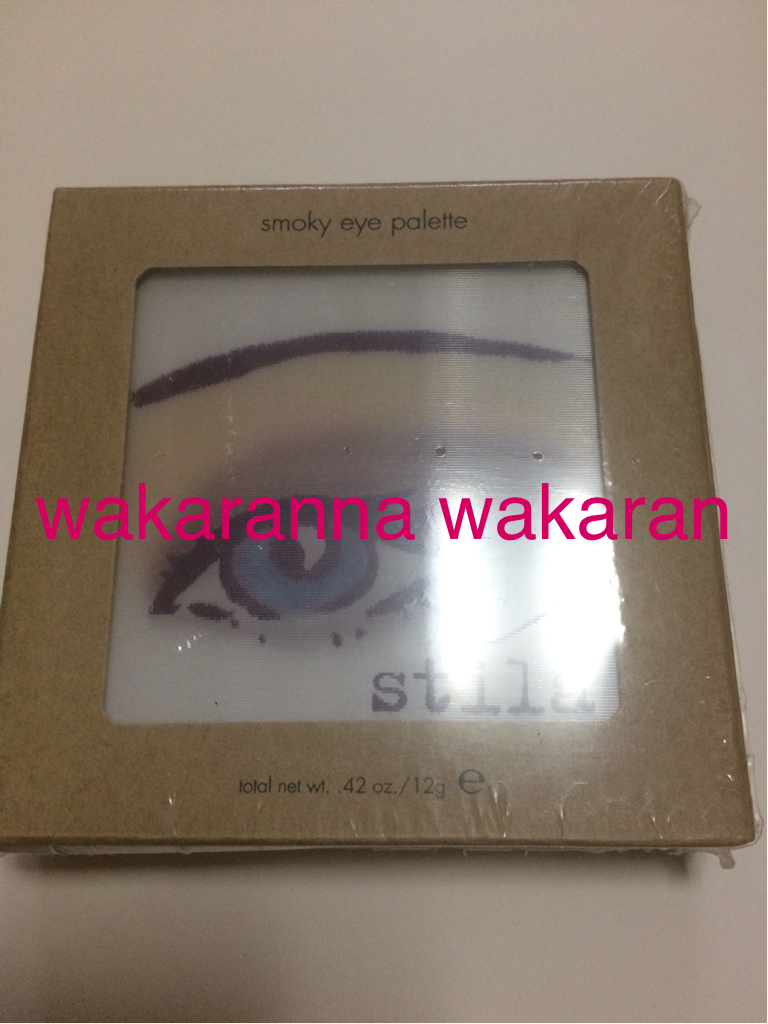 smoky eye palette
wakaranna wakaran
stila
total net wt. .42 oz./12g e